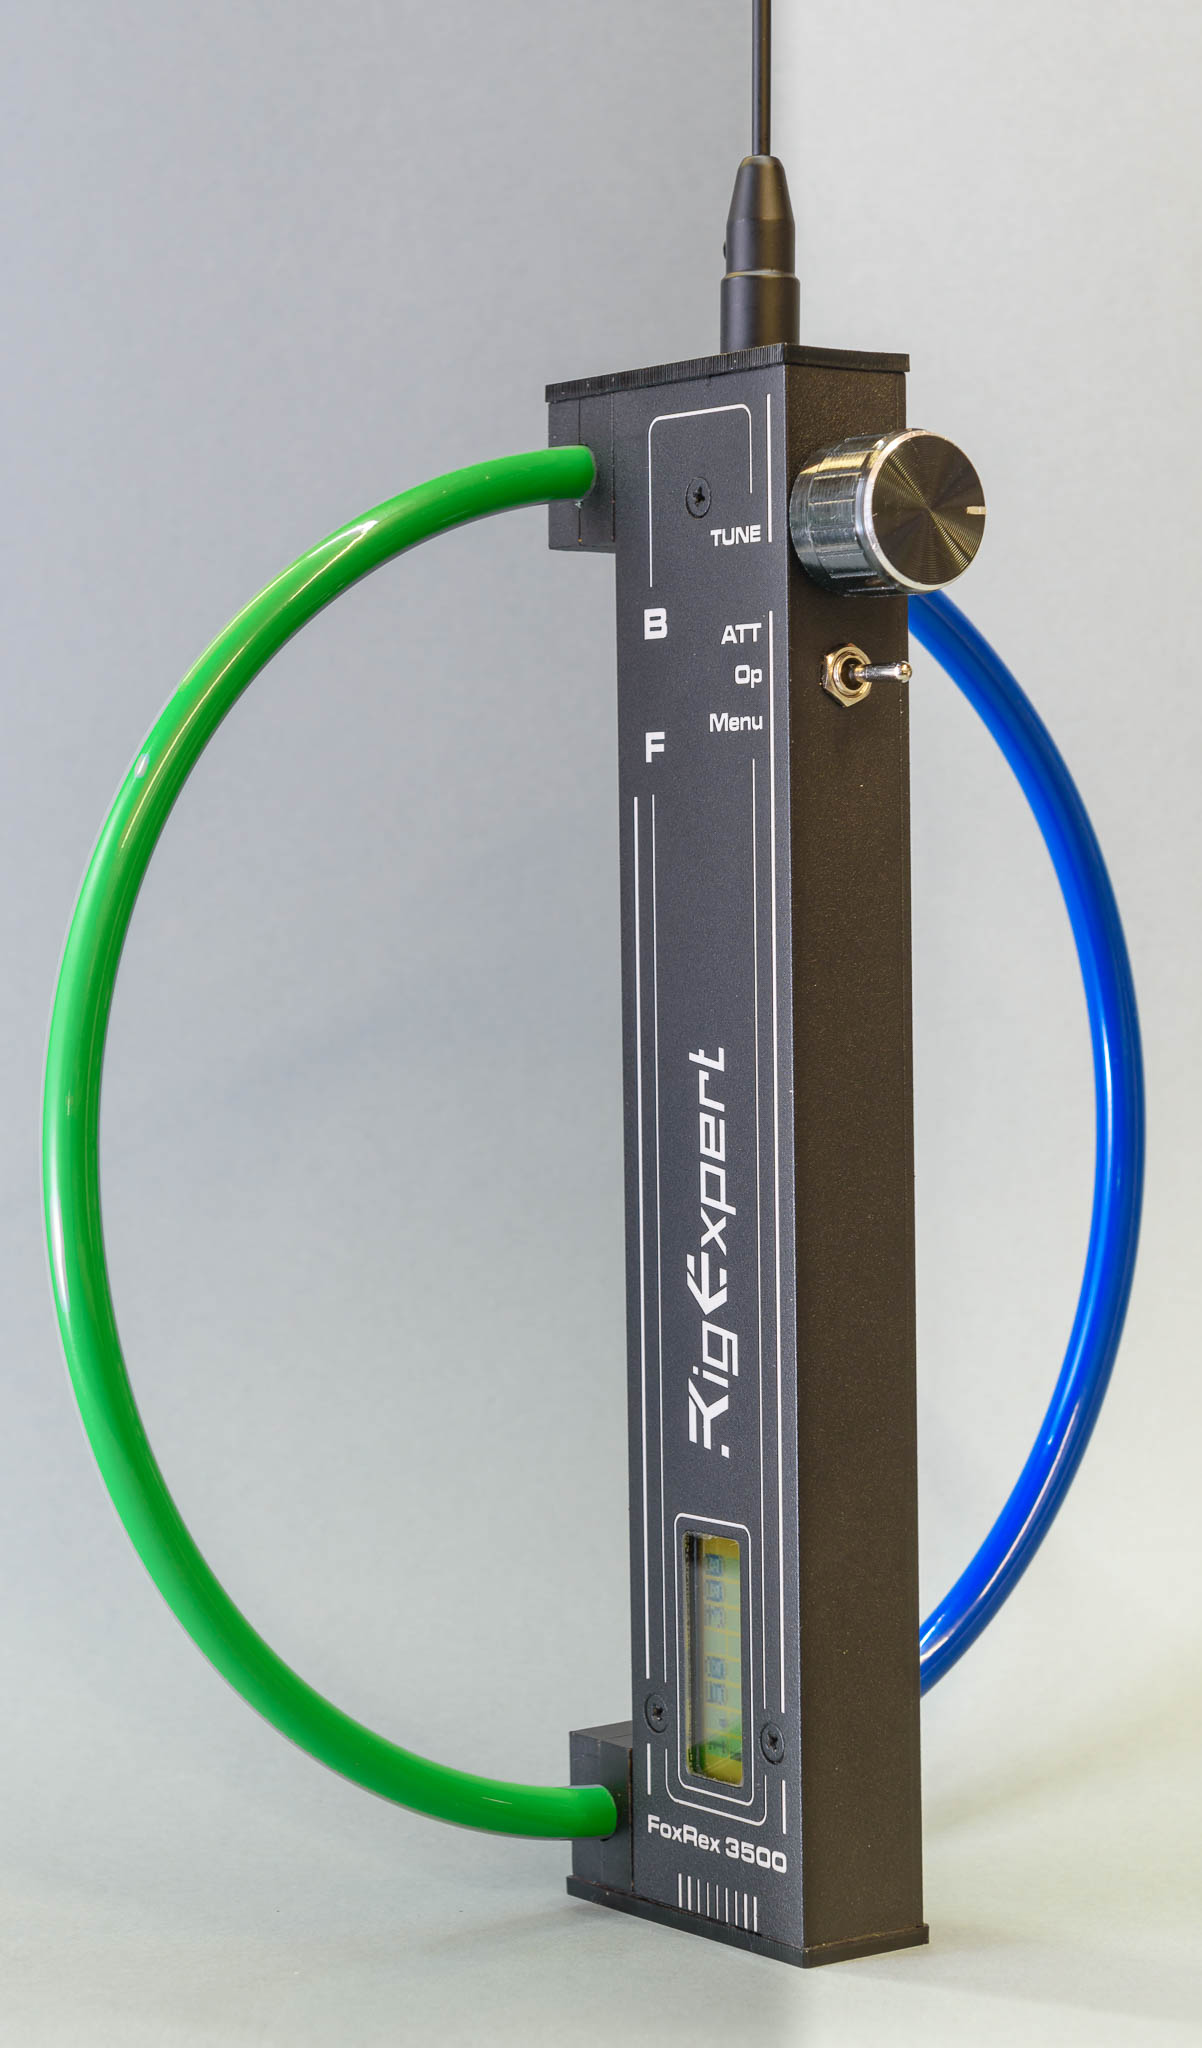 TUNE
B
ATT
Op
Menu
F
RigExpert
FoxRex 3500